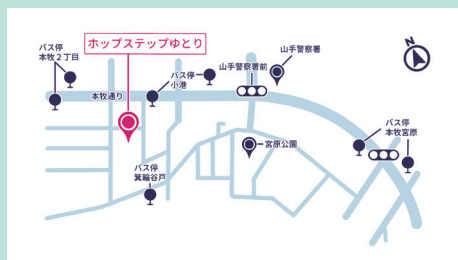 バス停
本牧2丁目
ホップステップゆとり
山手警察署
N
山手警察署前
バス停
小港
本牧通り
バス停
本牧宮原
宮原公園
バス停
箕輪谷戸